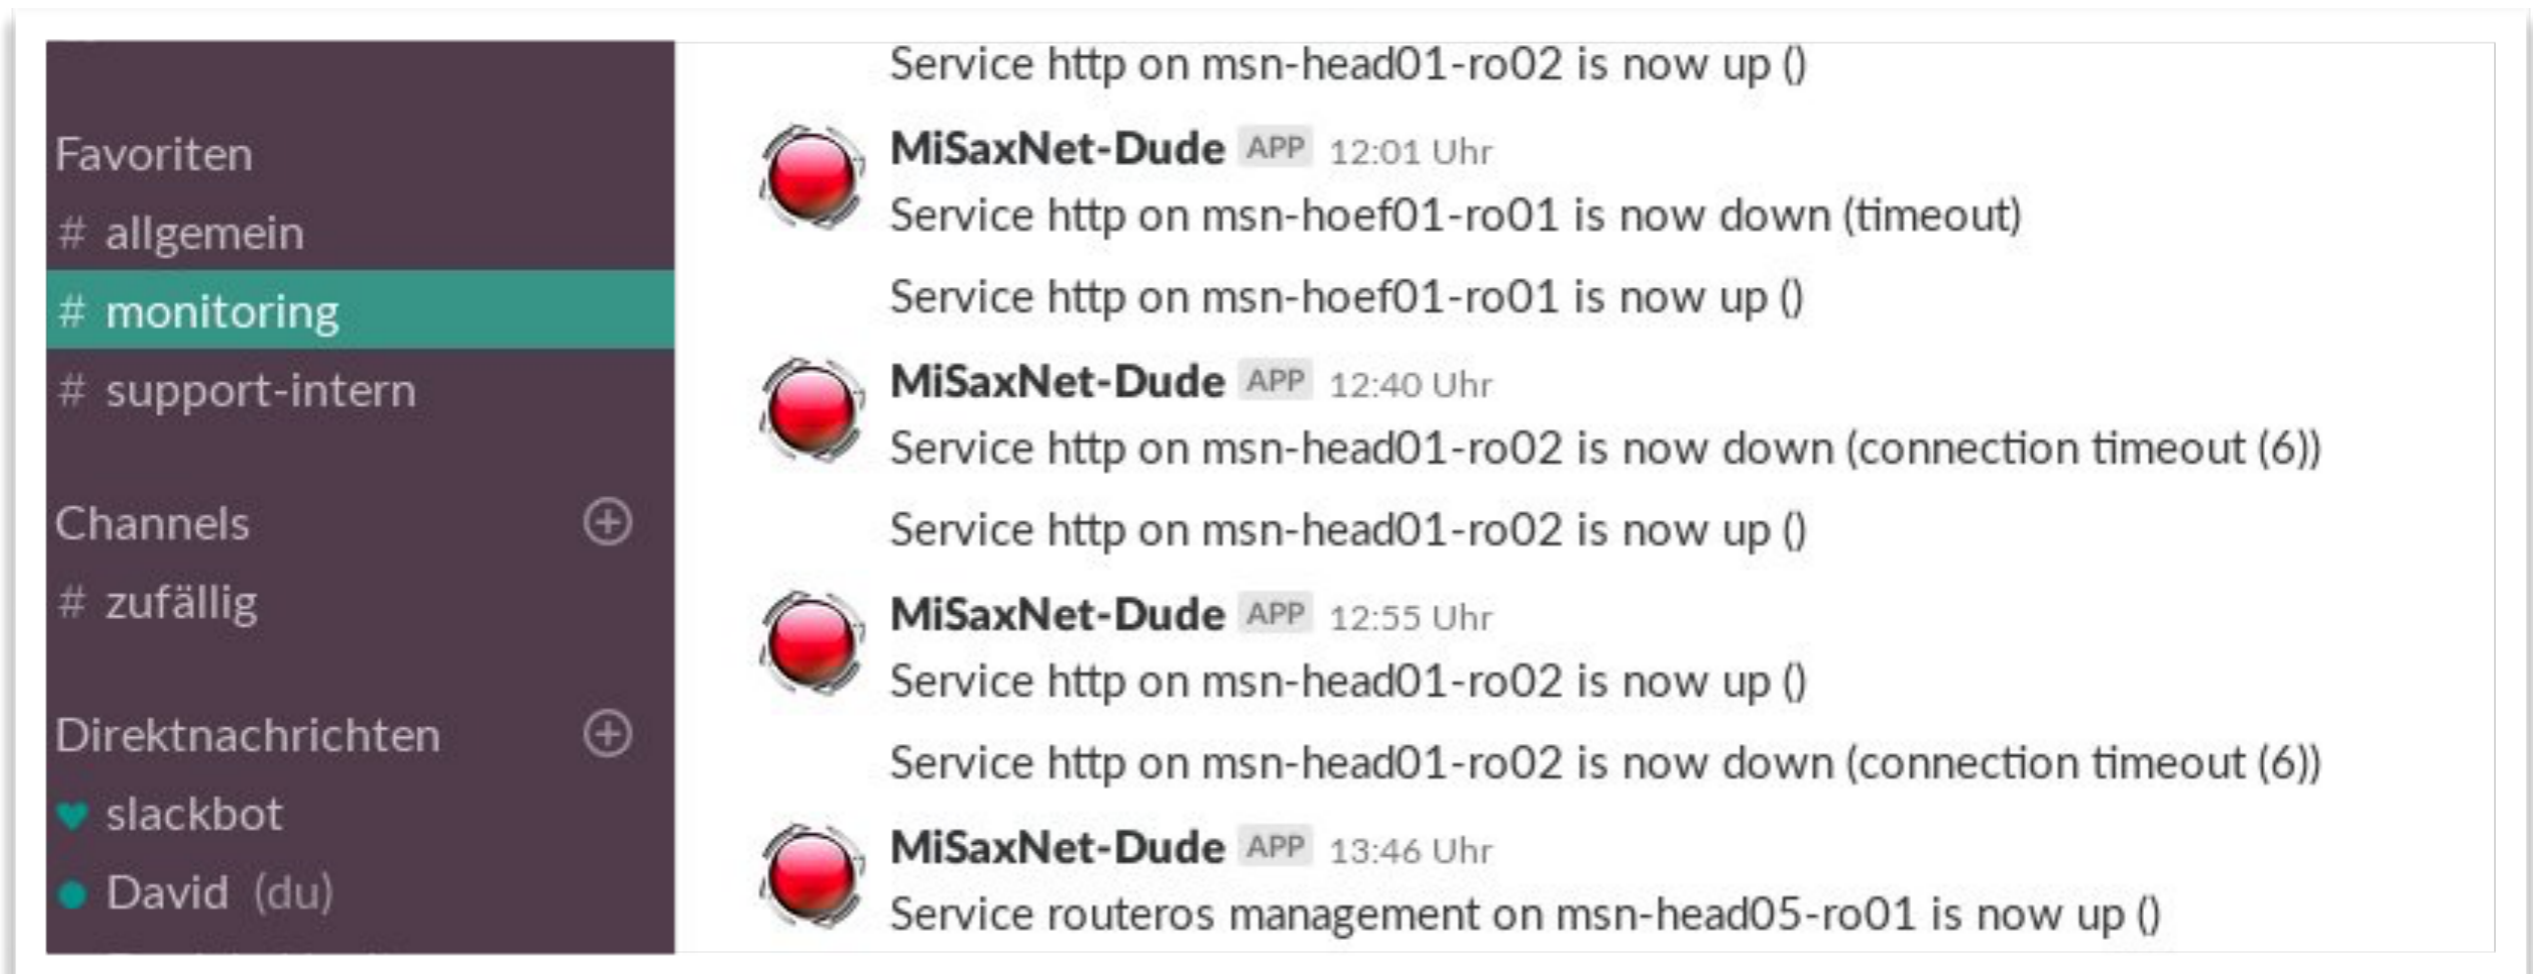 Favoriten
# allgemein
# monitoring
# support-intern
Channels
# zufällig
Direktnachrichten
slackbot
David (du)
Service http on msn-head01-ro02 is now up ()
MiSaxNet-Dude APP 12:01 Uhr
Service http on msn-hoef01-ro01 is now down (timeout)
Service http on msn-hoef01-ro01 is now up ()
MiSaxNet-Dude APP 12:40 Uhr
Service http on msn-head01-ro02 is now down (connection timeout (6))
Service http on msn-head01-ro02 is now up ()
MiSaxNet-Dude APP 12:55 Uhr
Service http on msn-head01-ro02 is now up ()
Service http on msn-head01-ro02 is now down (connection timeout (6))
MiSaxNet-Dude APP 13:46 Uhr
Service routeros management on msn-head05-ro01 is now up ()